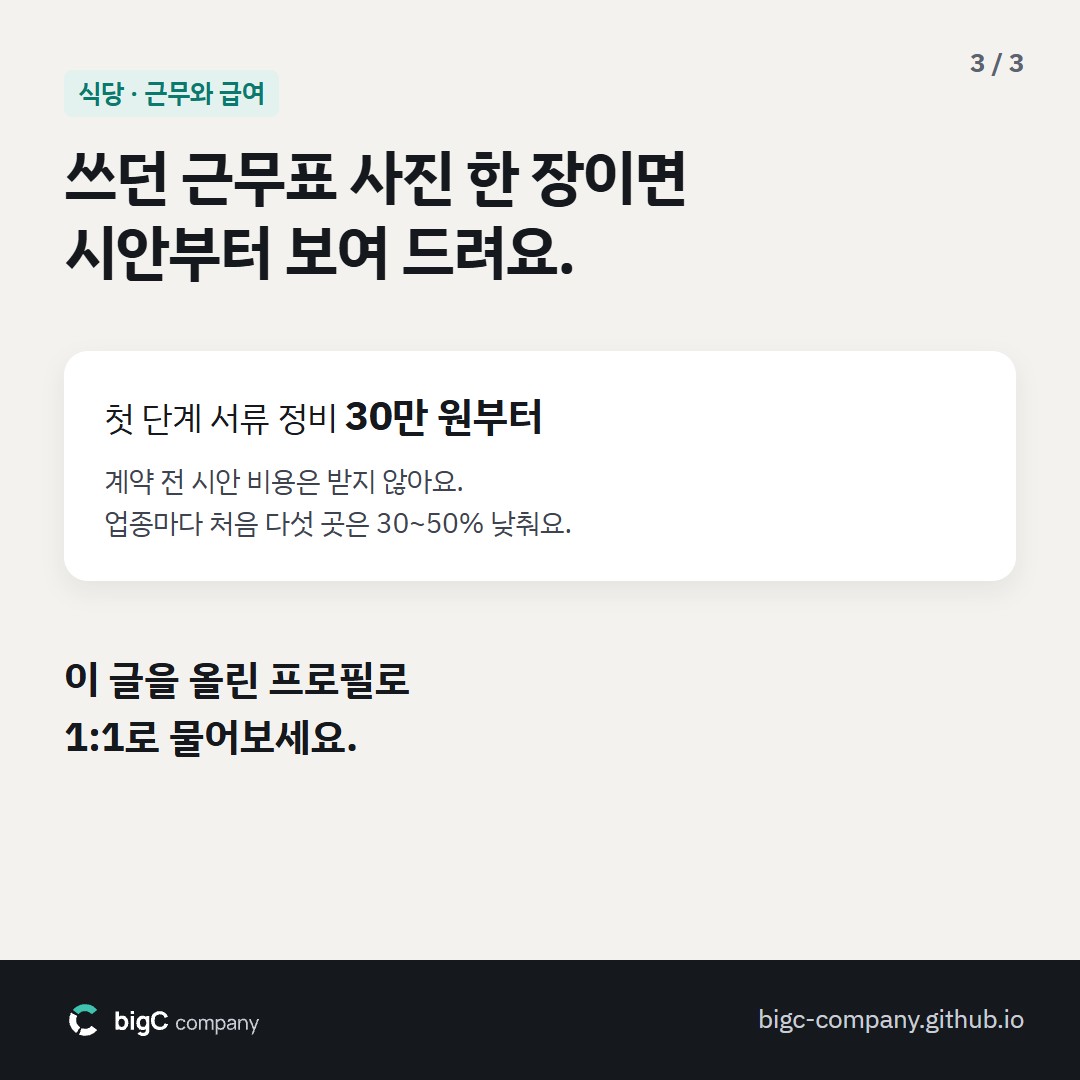 3 / 3
식당 · 근무와 급여
쓰던 근무표 사진 한 장이면
시안부터 보여 드려요.
첫 단계 서류 정비 30만 원부터
계약 전 시안 비용은 받지 않아요.
업종마다 처음 다섯 곳은 30~50% 낮춰요.
이 글을 올린 프로필로
1:1로 물어보세요.
bigC company
bigc-company.github.io